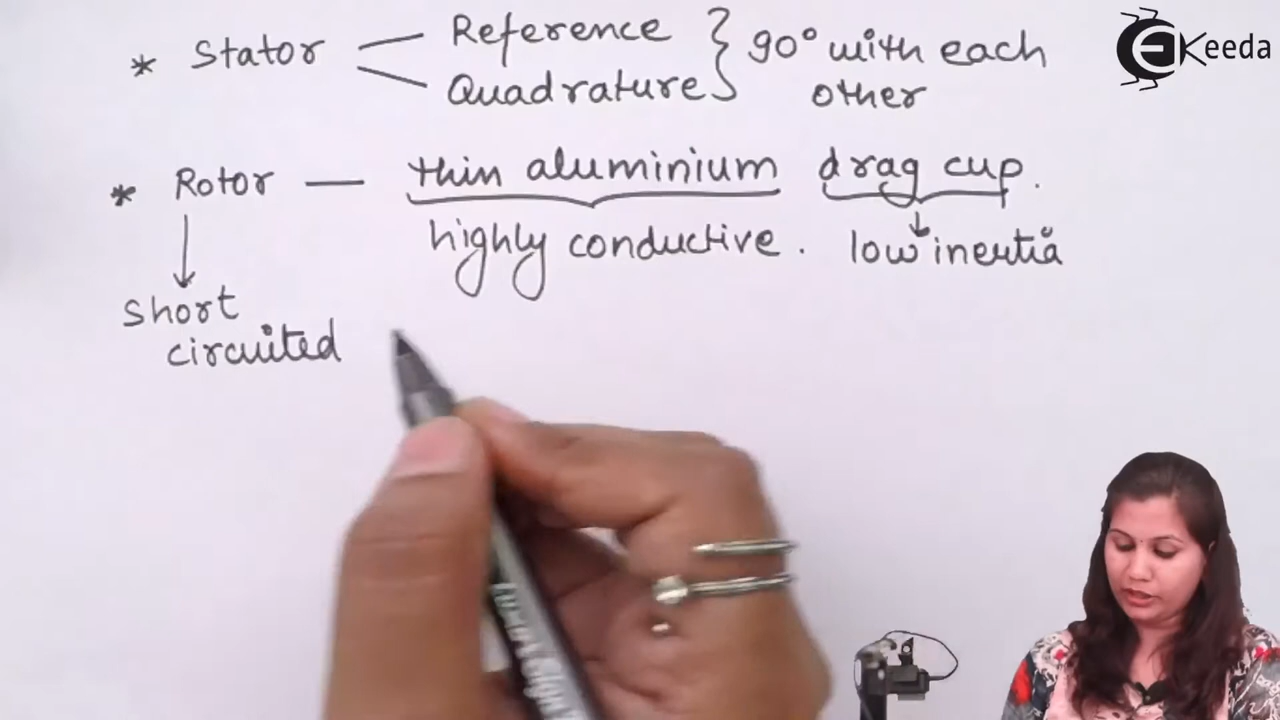 * Stator Reference } 90° with each
Quadrature other
* Rotor — thin aluminium drag cup.
highly conductive. low inertia
Short
circuited
EKeeda